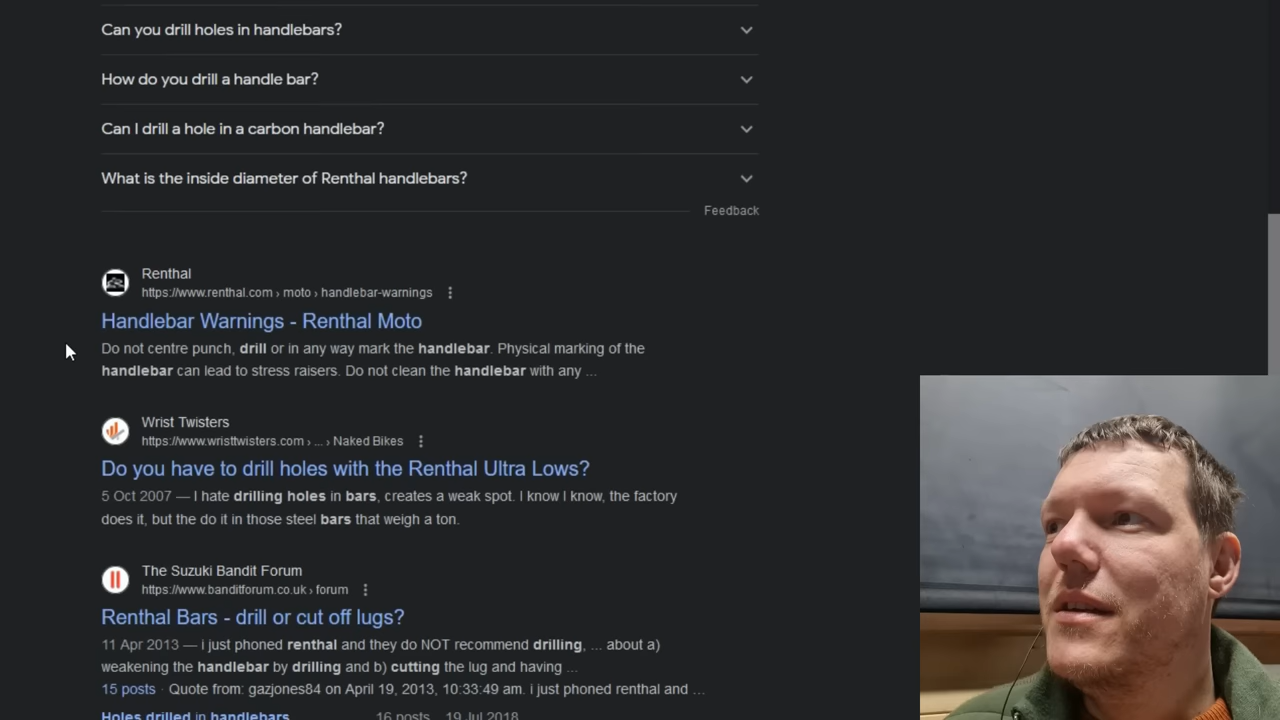 Can you drill holes in handlebars?
How do you drill a handle bar?
Can I drill a hole in a carbon handlebar?
What is the inside diameter of Renthal handlebars?
Feedback
Renthal
https://www.renthal.com › moto › handlebar-warnings
Handlebar Warnings - Renthal Moto
Do not centre punch, drill or in any way mark the handlebar. Physical marking of the
handlebar can lead to stress raisers. Do not clean the handlebar with any ...
Wrist Twisters
https://www.wristtwisters.com › ... › Naked Bikes
Do you have to drill holes with the Renthal Ultra Lows?
5 Oct 2007 — I hate drilling holes in bars, creates a weak spot. I know I know, the factory
does it, but the do it in those steel bars that weigh a ton.
The Suzuki Bandit Forum
https://www.banditforum.co.uk › forum
Renthal Bars - drill or cut off lugs?
11 Apr 2013 — i just phoned renthal and they do NOT recommend drilling, ... about a)
weakening the handlebar by drilling and b) cutting the lug and having ...
15 posts · Quote from: gazjones84 on April 19, 2013, 10:33:49 am. i just phoned renthal and ...
Holes drilled in handlebars 16 posts 19 Jul 2018